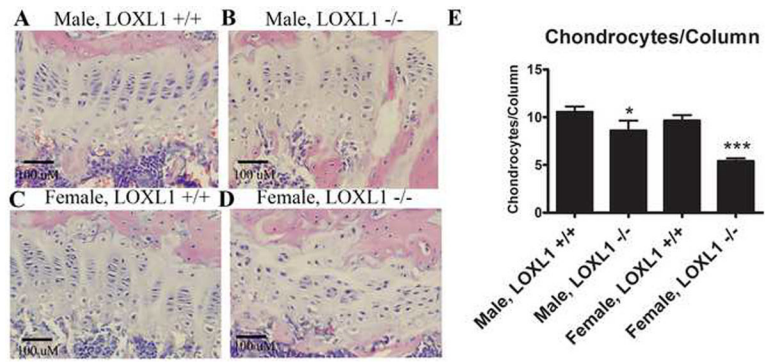 A Male, LOXL1 +/+
B Male, LOXL1 -/-
100 uM
100 uM
C Female, LOXL1 +/+
D Female, LOXL1 -/-
100 uM
100 uM
E
Chondrocytes/Column
Chondrocytes/Column
15
10
5
0
*
***
Male, LOXL1 +/+
Male, LOXL1 -/-
Female, LOXL1 +/+
Female, LOXL1 -/-